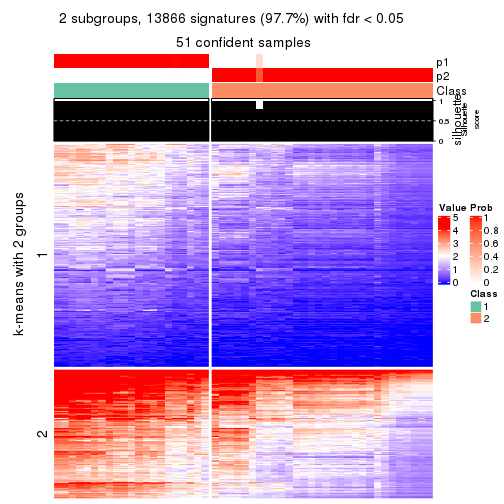 2 subgroups, 13866 signatures (97.7%) with fdr < 0.05
51 confident samples
p1
p2
Class
1
0.5
0
silhouette
Silhouette
score
k-means with 2 groups
1
2
Value
5
4
3
2
1
0
Prob
1
0.8
0.6
0.4
0.2
0
Class
1
2